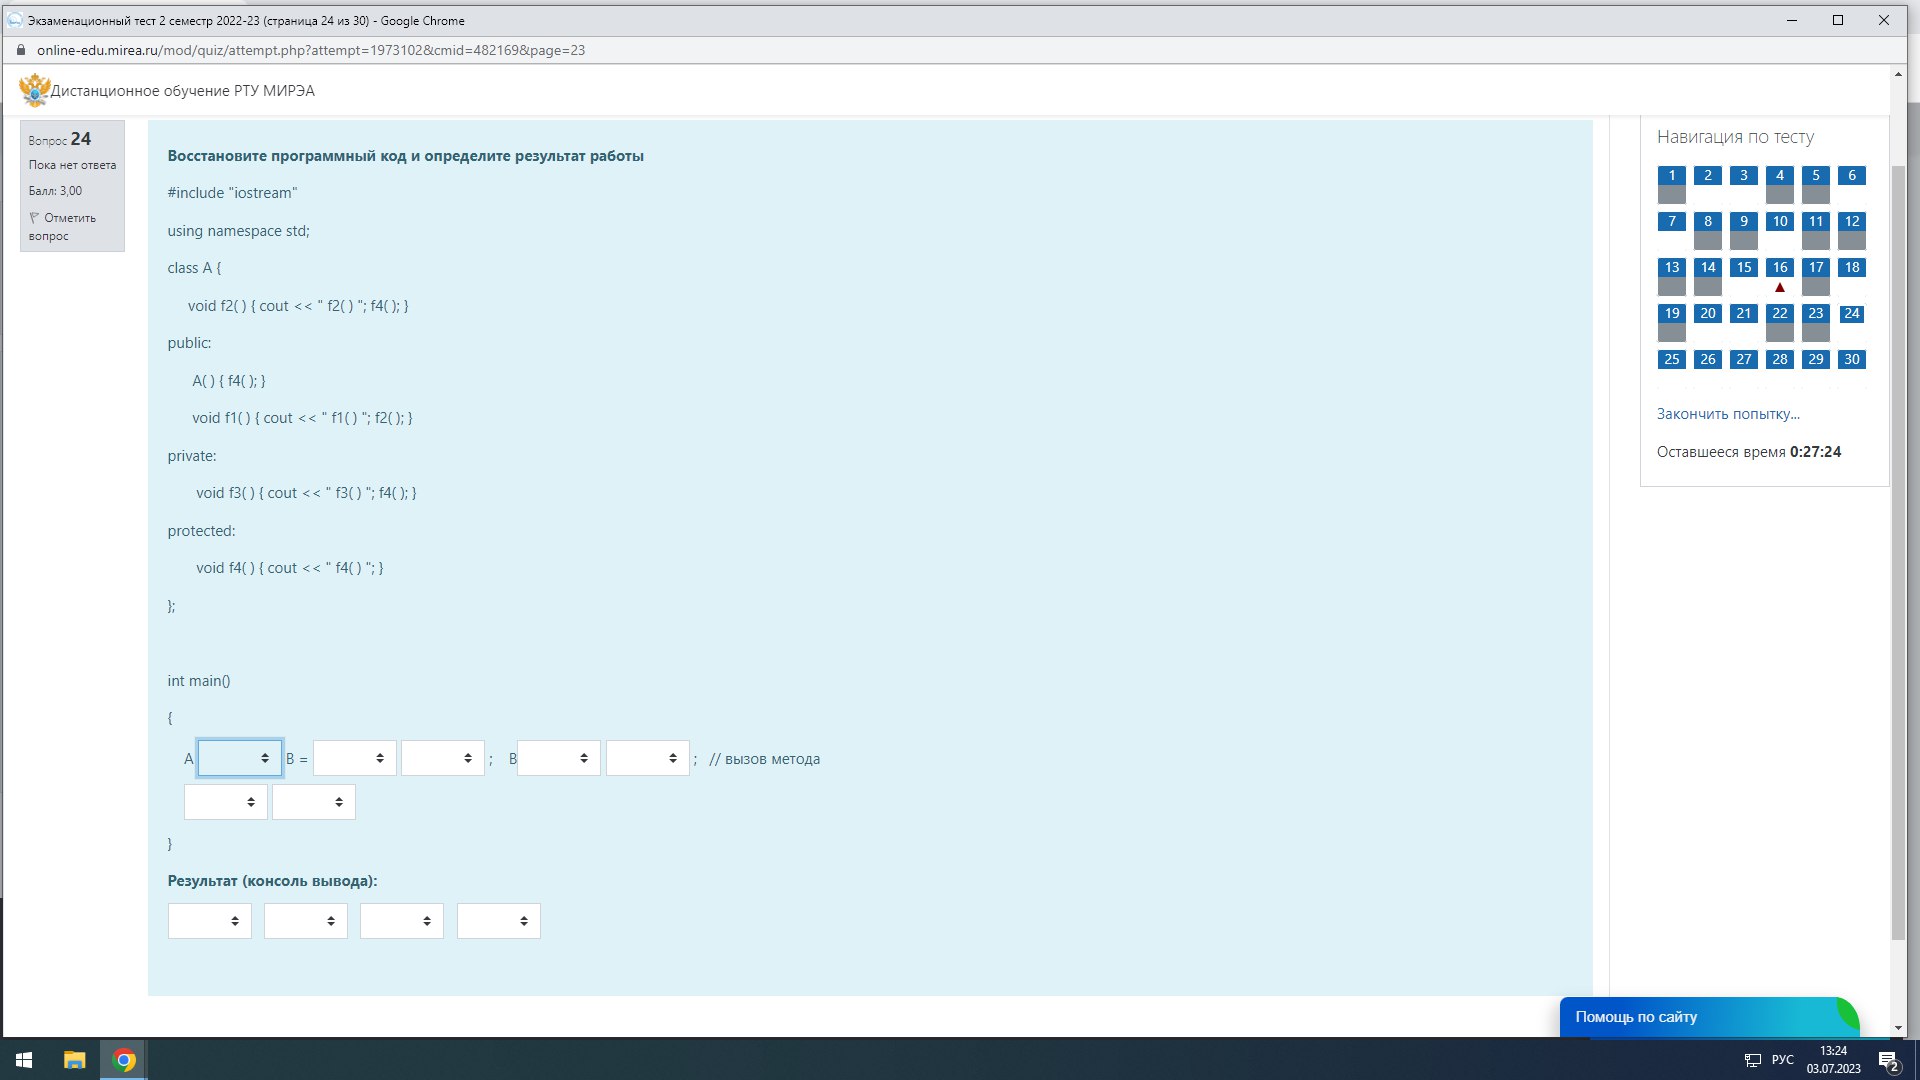 Экзаменационный тест 2 семестр 2022-23 (страница 24 из 30) - Google Chrome
online-edu.mirea.ru/mod/quiz/attempt.php?attempt=1973102&cmid=482169&page=23
Дистанционное обучение РТУ МИРЭА
Вопрос 24
Пока нет ответа
Балл: 3,00
Отметить
вопрос
Восстановите программный код и определите результат работы
#include "iostream"
using namespace std;
class A {
void f2( ) { cout << " f2( ) "; f4( ); }
public:
A( ) { f4( ); }
void f1( ) { cout << " f1( ) "; f2( ); }
private:
void f3( ) { cout << " f3( ) "; f4( ); }
protected:
void f4( ) { cout << " f4( ) "; }
};
int main()
{
A B = ; B ; // вызов метода
}
Результат (консоль вывода):
Навигация по тесту
1 2 3 4 5 6
7 8 9 10 11 12
13 14 15 16 17 18
19 20 21 22 23 24
25 26 27 28 29 30
Закончить попытку...
Оставшееся время 0:27:24
Помощь по сайту
РУС
13:24
03.07.2023
2